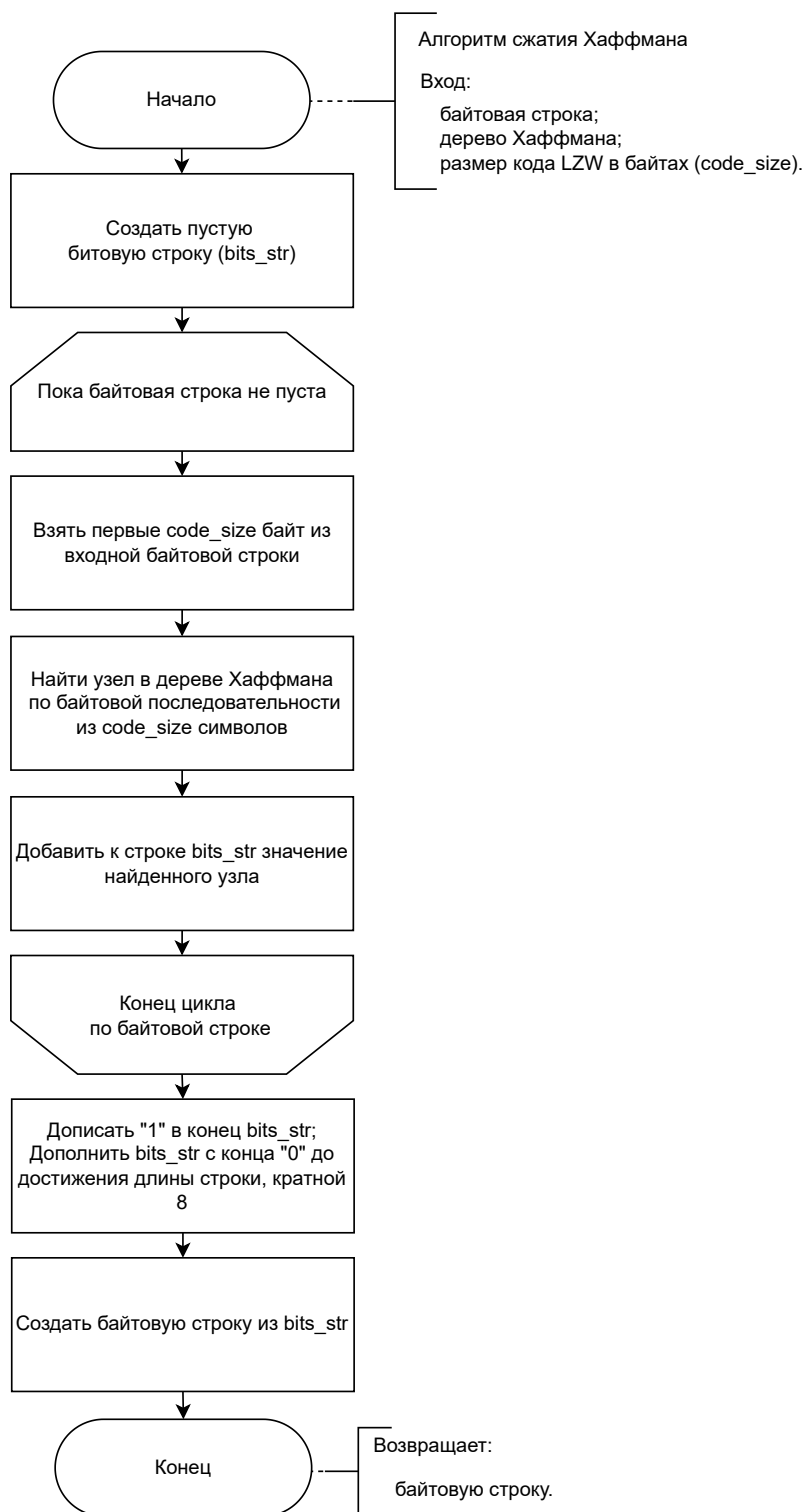 Начало
Алгоритм сжатия Хаффмана
Вход:
байтовая строка;
дерево Хаффмана;
размер кода LZW в байтах (code_size).
Создать пустую
битовую строку (bits_str)
Пока байтовая строка не пуста
Взять первые code_size байт из
входной байтовой строки
Найти узел в дереве Хаффмана
по байтовой последовательности
из code_size символов
Добавить к строке bits_str значение
найденного узла
Конец цикла
по байтовой строке
Дописать "1" в конец bits_str;
Дополнить bits_str с конца "0" до
достижения длины строки, кратной
8
Создать байтовую строку из bits_str
Конец
Возвращает:
байтовую строку.